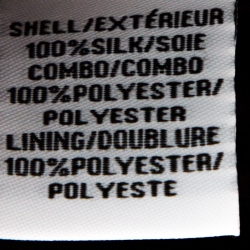 SHELL/EXTÉRIEUR
100%SILK/SOIE
COMBO/COMBO
100%POLYESTER/
POLYESTER
LINING/DOUBLURE
100%POLYESTER/
POLYESTE